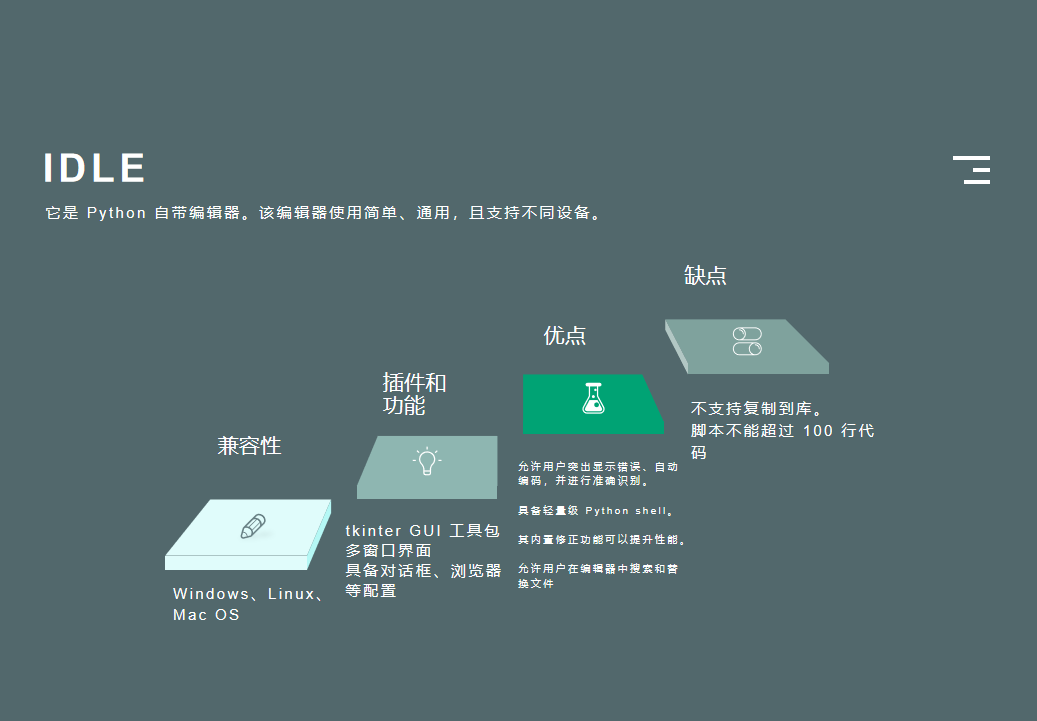 IDLE
它是 Python 自带编辑器。该编辑器使用简单、通用，且支持不同设备。
缺点
不支持复制到库。
脚本不能超过 100 行代
码
优点
允许用户突出显示错误、自动
编码，并进行准确识别。
具备轻量级 Python shell。
其内置修正功能可以提升性能。
允许用户在编辑器中搜索和替
换文件
插件和
功能
tkinter GUI 工具包
多窗口界面
具备对话框、浏览器
等配置
兼容性
Windows、Linux、
Mac OS